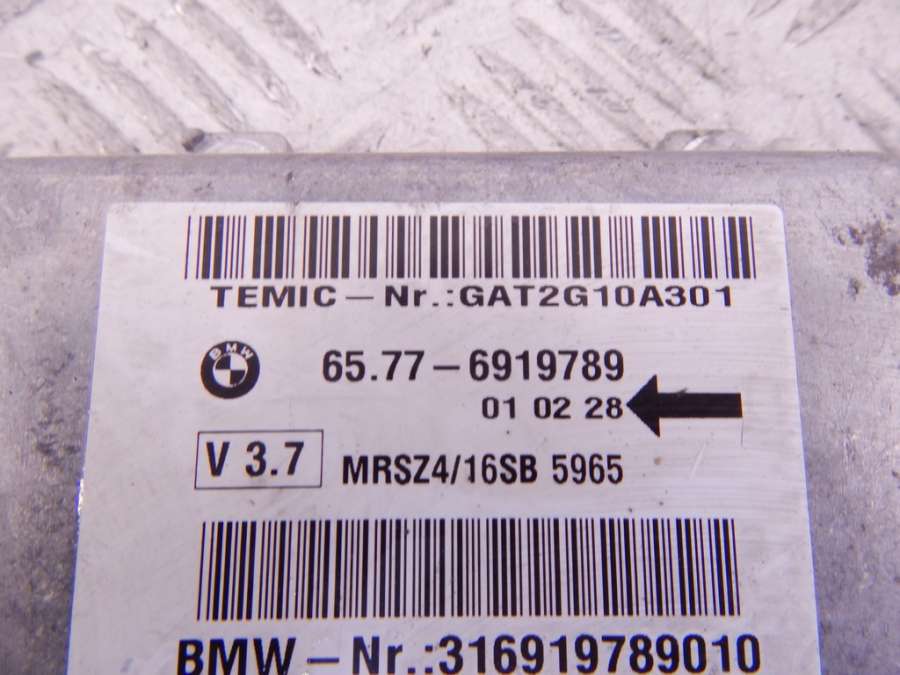 TEMIC – Nr.:GAT2G10A301
BMW
65.77 – 6919789
01 02 28
V 3.7
MRSZ4/16SB 5965
BMW – Nr.:316919789010